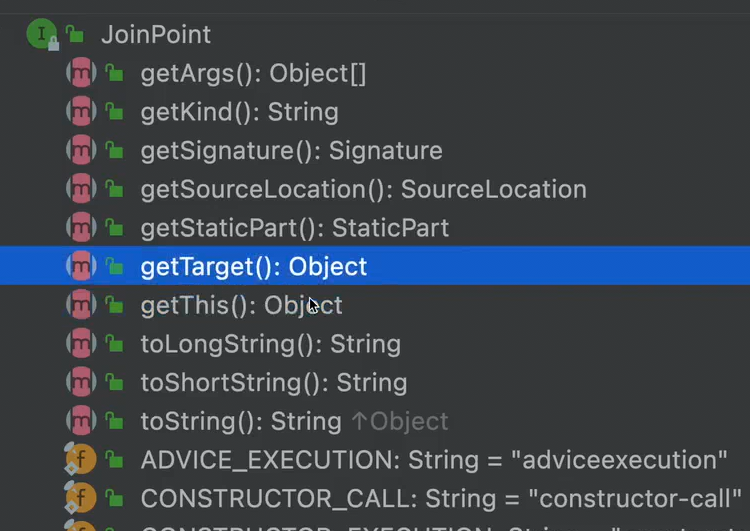 JoinPoint
getArgs(): Object[]
getKind(): String
getSignature(): Signature
getSourceLocation(): SourceLocation
getStaticPart(): StaticPart
getTarget(): Object
getThis(): Object
toLongString(): String
toShortString(): String
toString(): String ↑Object
ADVICE_EXECUTION: String = "adviceexecution"
CONSTRUCTOR_CALL: String = "constructor-call"